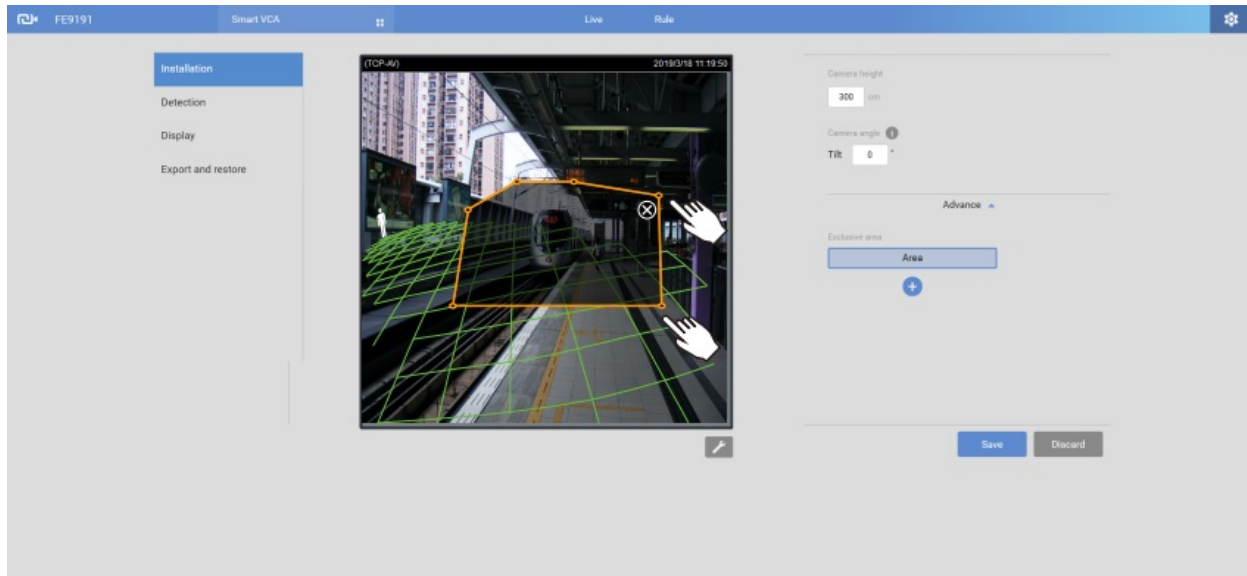 FE9191
Smart VCA
Live
Rule
Installation
Detection
Display
Export and restore
(TCP-AV)
2019/3/18 11:19:50
Camera height
300 cm
Camera angle i
Tilt 0 °
Advance
Exclusive area
Area
Save
Discard